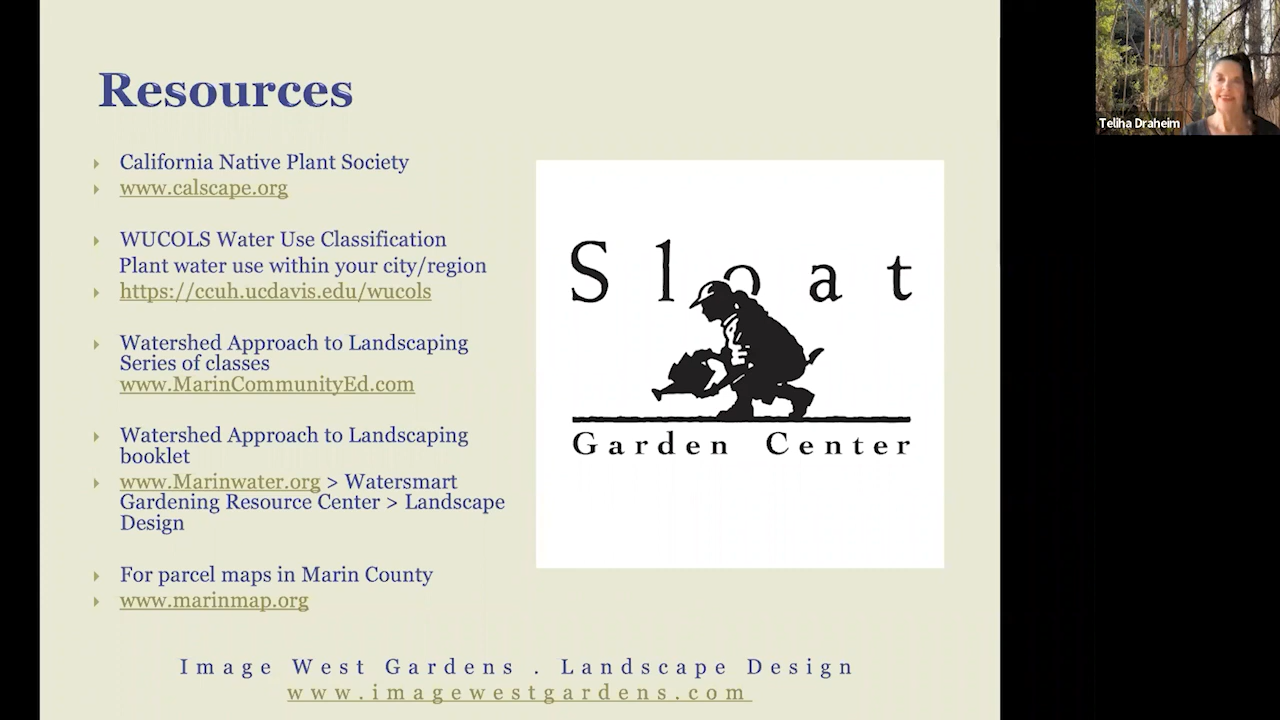 Resources
California Native Plant Society
www.calscape.org
WUCOLS Water Use Classification
Plant water use within your city/region
https://ccuh.ucdavis.edu/wucols
Watershed Approach to Landscaping
Series of classes
www.MarinCommunityEd.com
Watershed Approach to Landscaping
booklet
www.Marinwater.org > Watersmart
Gardening Resource Center > Landscape
Design
For parcel maps in Marin County
www.marinmap.org
Sloat
Garden Center
Image West Gardens . Landscape Design
www.imagewestgardens.com
Teliha Draheim